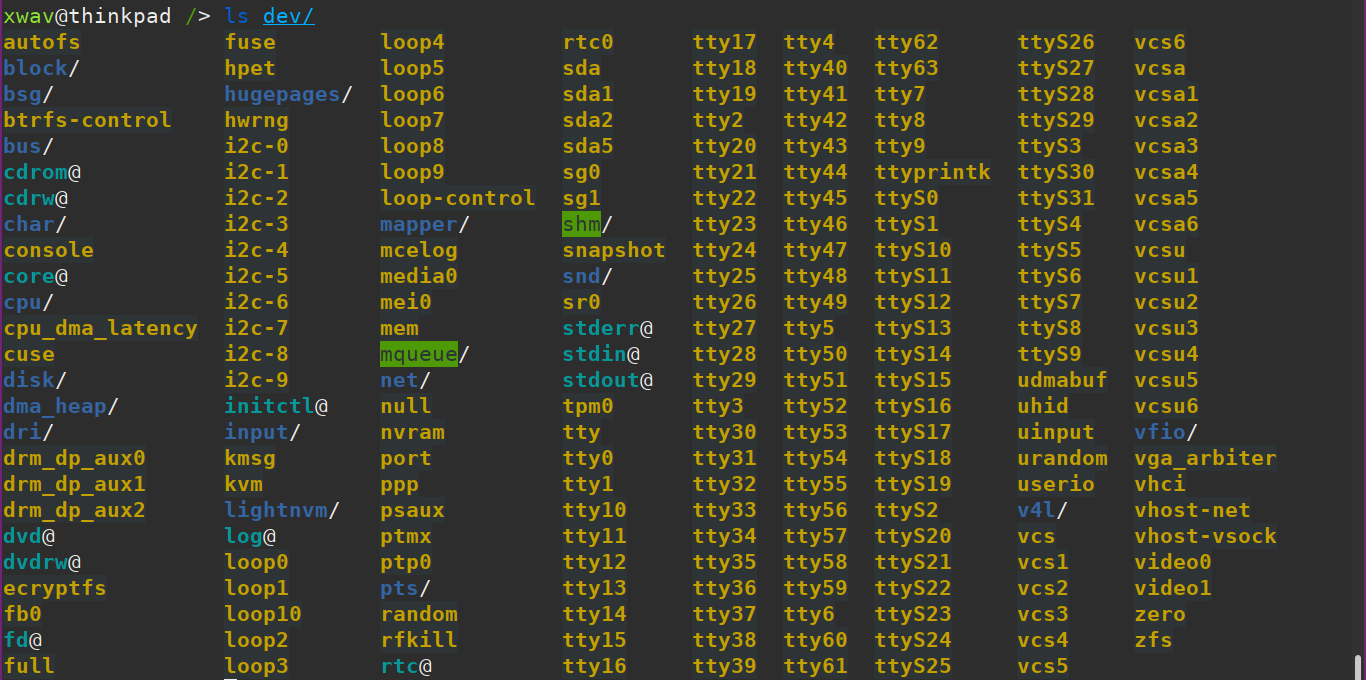 xwav@thinkpad /> ls dev/
autofs fuse loop4 rtc0 tty17 tty4 tty62 ttyS26 vcs6
block/ hpet loop5 sda tty18 tty40 tty63 ttyS27 vcsa
bsg/ hugepages/ loop6 sda1 tty19 tty41 tty7 ttyS28 vcsa1
btrfs-control hwrng loop7 sda2 tty2 tty42 tty8 ttyS29 vcsa2
bus/ i2c-0 loop8 sda5 tty20 tty43 tty9 ttyS3 vcsa3
cdrom@ i2c-1 loop9 sg0 tty21 tty44 ttyprintk ttyS30 vcsa4
cdrw@ i2c-2 loop-control sg1 tty22 tty45 ttyS0 ttyS31 vcsa5
char/ i2c-3 mapper/ shm/ tty23 tty46 ttyS1 ttyS4 vcsa6
console i2c-4 mcelog snapshot tty24 tty47 ttyS10 ttyS5 vcsu
core@ i2c-5 media0 snd/ tty25 tty48 ttyS11 ttyS6 vcsu1
cpu/ i2c-6 mei0 sr0 tty26 tty49 ttyS12 ttyS7 vcsu2
cpu_dma_latency i2c-7 mem stderr@ tty27 tty5 ttyS13 ttyS8 vcsu3
cuse i2c-8 mqueue/ stdin@ tty28 tty50 ttyS14 ttyS9 vcsu4
disk/ i2c-9 net/ stdout@ tty29 tty51 ttyS15 udmabuf vcsu5
dma_heap/ initctl@ null tpm0 tty3 tty52 ttyS16 uhid vcsu6
dri/ input/ nvram tty tty30 tty53 ttyS17 uinput vfio/
drm_dp_aux0 kmsg port tty0 tty31 tty54 ttyS18 urandom vga_arbiter
drm_dp_aux1 kvm ppp tty1 tty32 tty55 ttyS19 userio vhci
drm_dp_aux2 lightnvm/ psaux tty10 tty33 tty56 ttyS2 v4l/ vhost-net
dvd@ log@ ptmx tty11 tty34 tty57 ttyS20 vcs vhost-vsock
dvdrw@ loop0 ptp0 tty12 tty35 tty58 ttyS21 vcs1 video0
ecryptfs loop1 pts/ tty13 tty36 tty59 ttyS22 vcs2 video1
fb0 loop10 random tty14 tty37 tty6 ttyS23 vcs3 zero
fd@ loop2 rfkill tty15 tty38 tty60 ttyS24 vcs4 zfs
full loop3 rtc@ tty16 tty39 tty61 ttyS25 vcs5